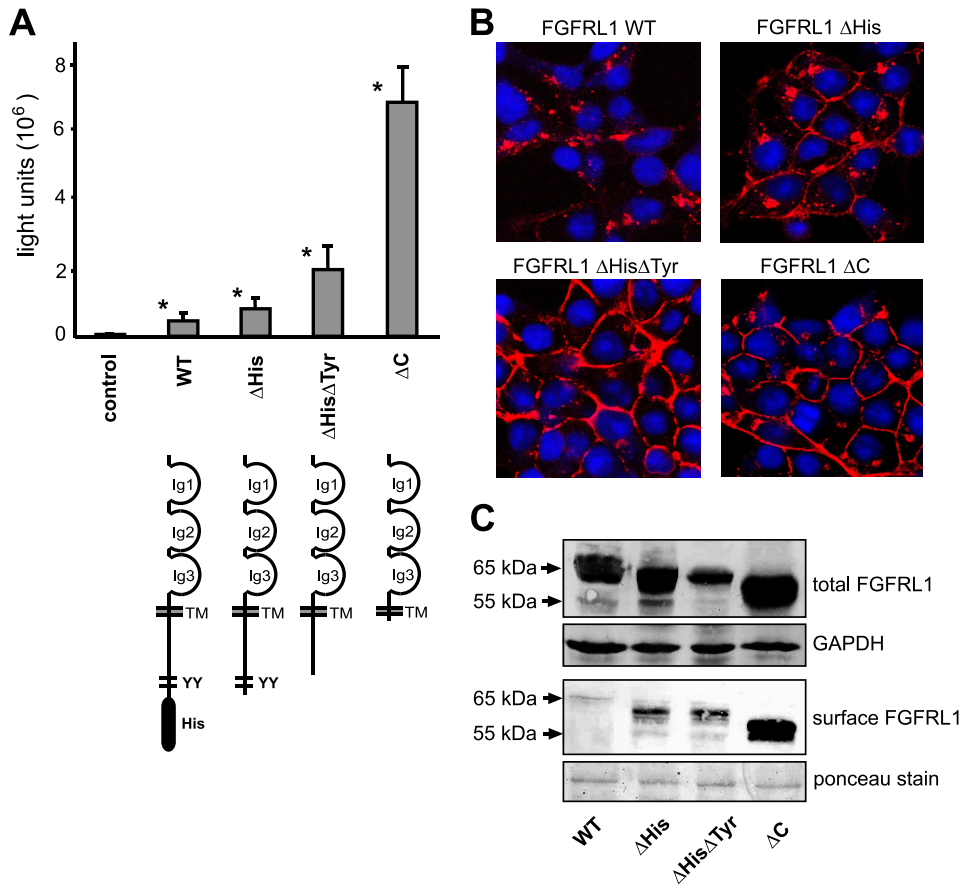 A
light units (10⁶)
8
6
4
2
0
* * * *
control WT ΔHis ΔHisΔTyr ΔC
Ig1 Ig1 Ig1 Ig1
Ig2 Ig2 Ig2 Ig2
Ig3 Ig3 Ig3 Ig3
TM TM TM TM
YY YY
His
B
FGFRL1 WT FGFRL1 ΔHis
FGFRL1 ΔHisΔTyr FGFRL1 ΔC
C
65 kDa
55 kDa
total FGFRL1
GAPDH
65 kDa
55 kDa
surface FGFRL1
ponceau stain
WT ΔHis ΔHisΔTyr ΔC